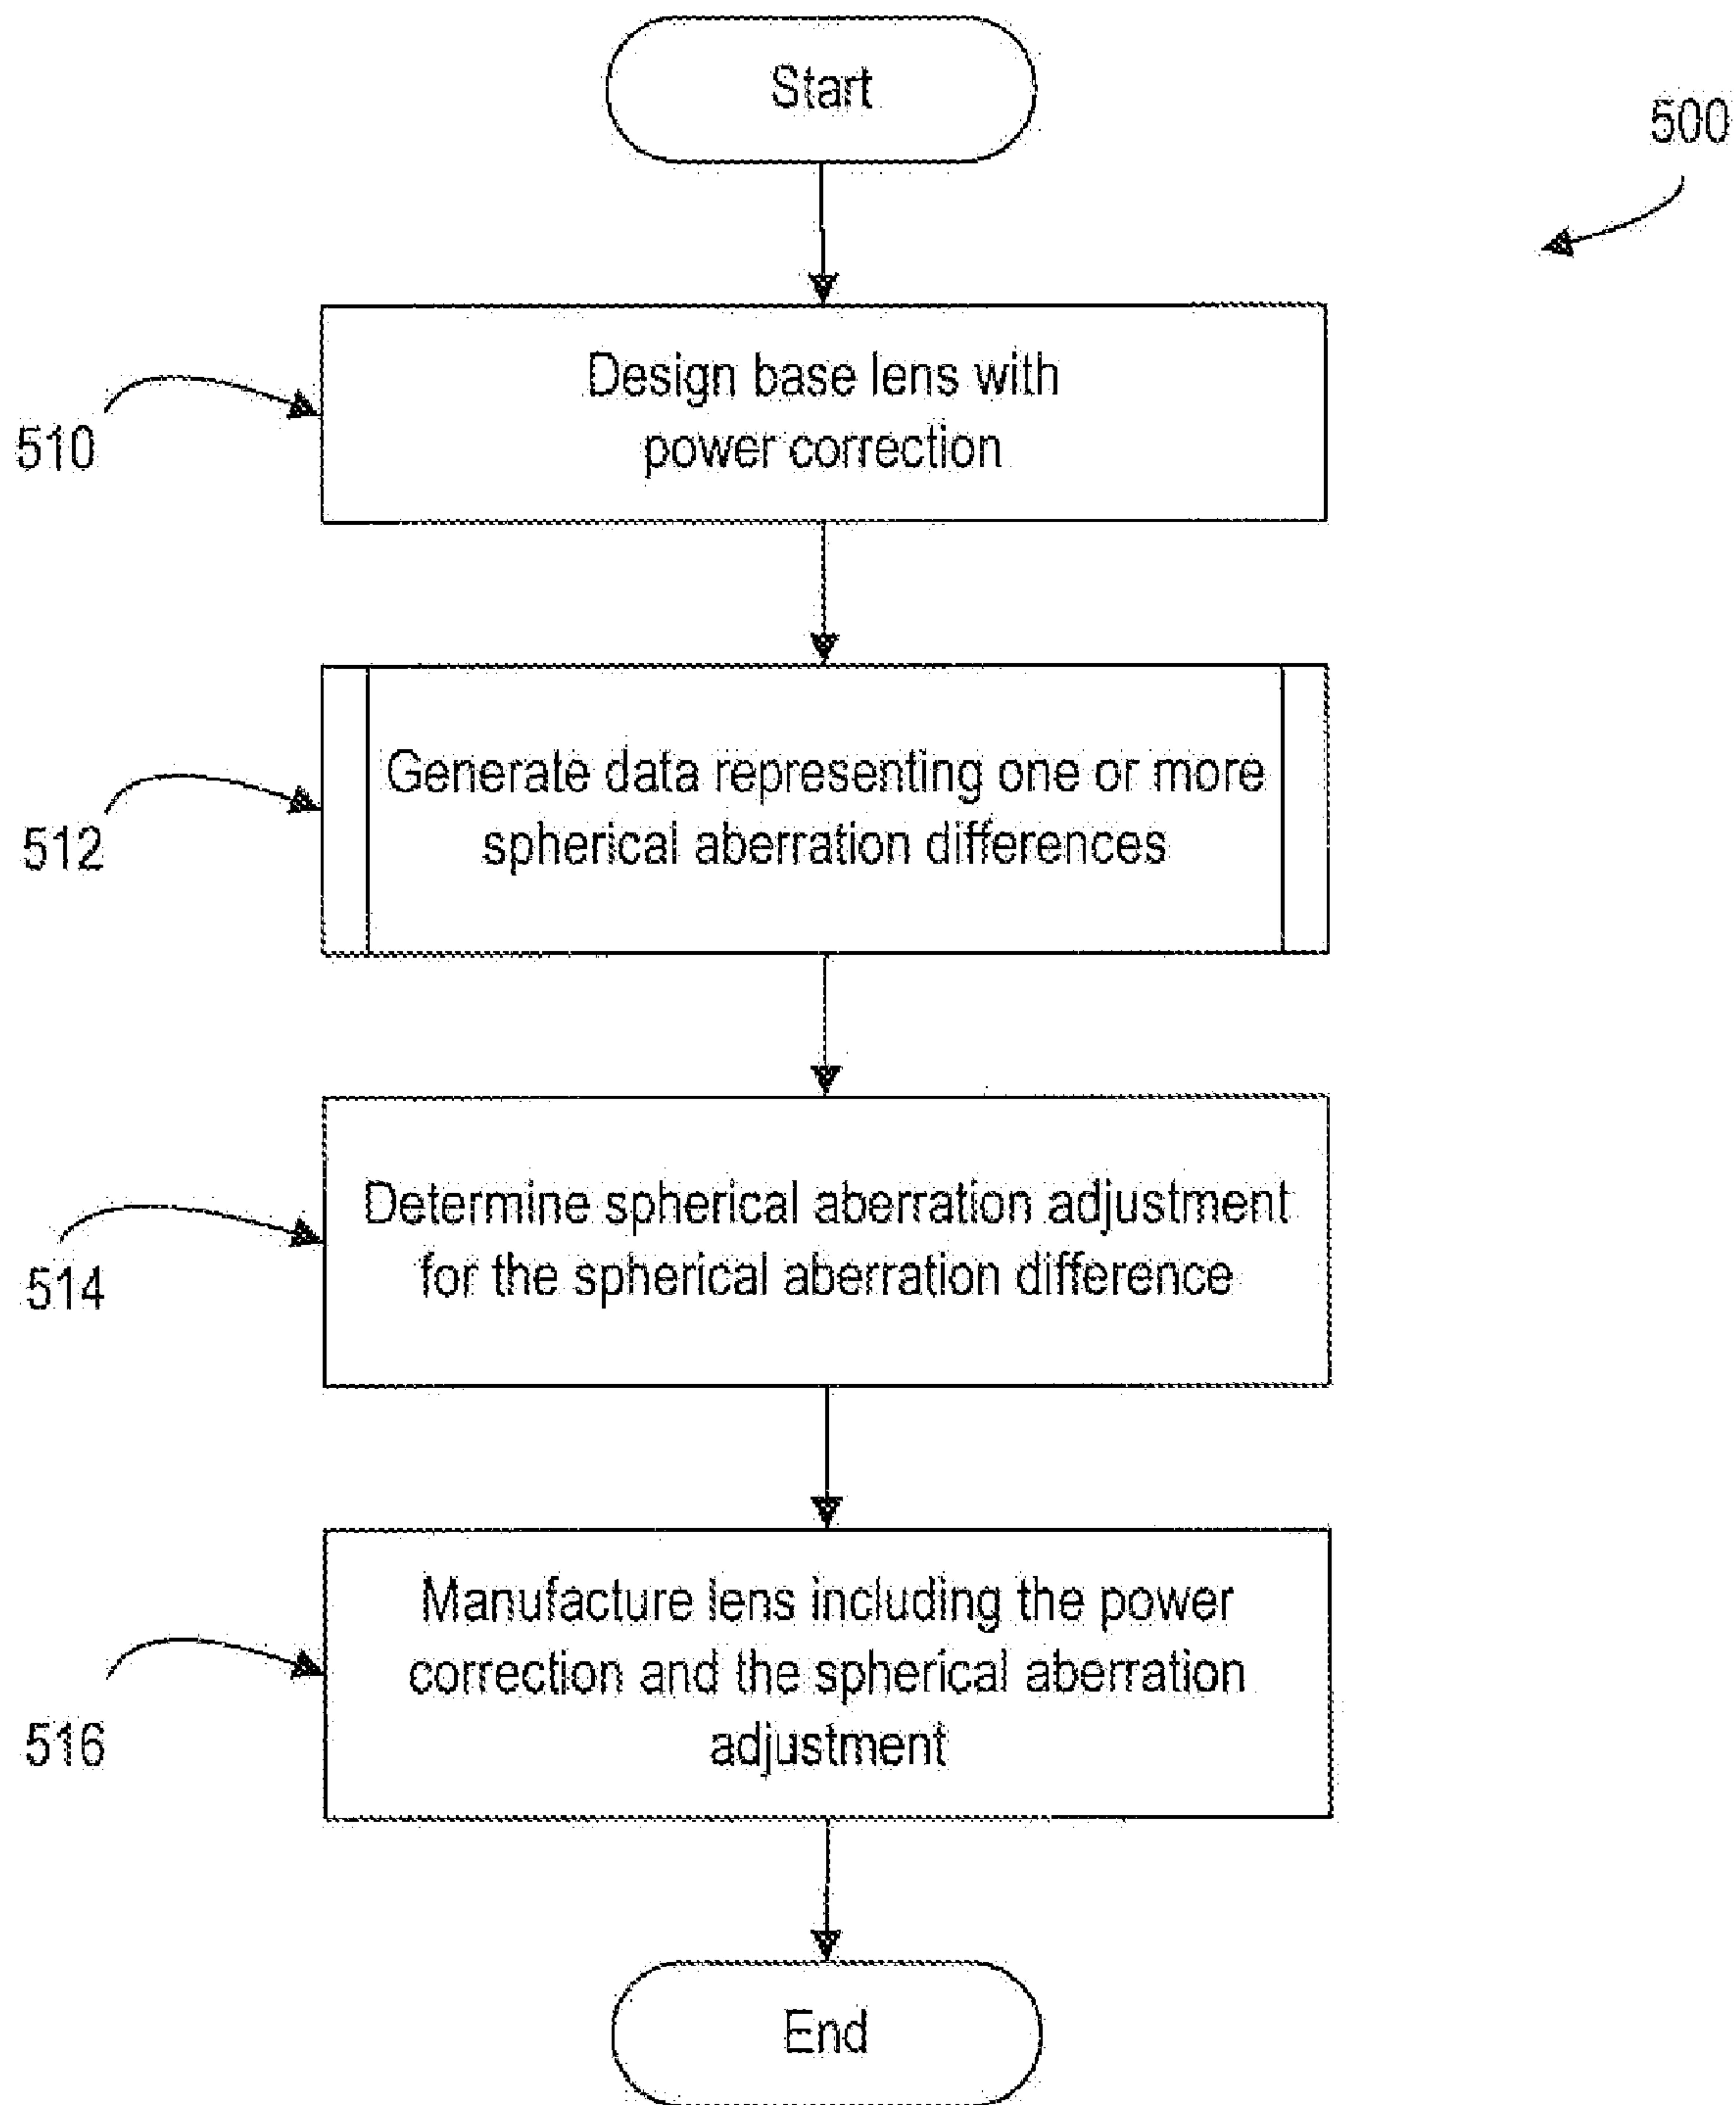 Start
500
Design base lens with
power correction
510
Generate data representing one or more
spherical aberration differences
512
Determine spherical aberration adjustment
for the spherical aberration difference
514
Manufacture lens including the power
correction and the spherical aberration
adjustment
516
End